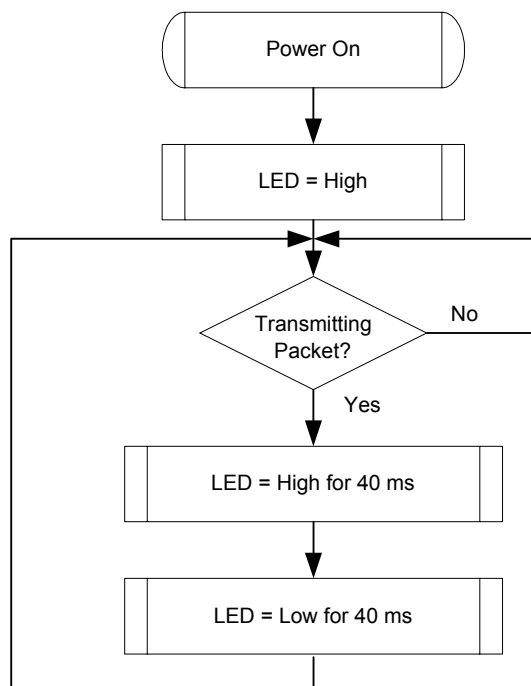 Power On
LED = High
Transmitting
Packet?
No
Yes
LED = High for 40 ms
LED = Low for 40 ms